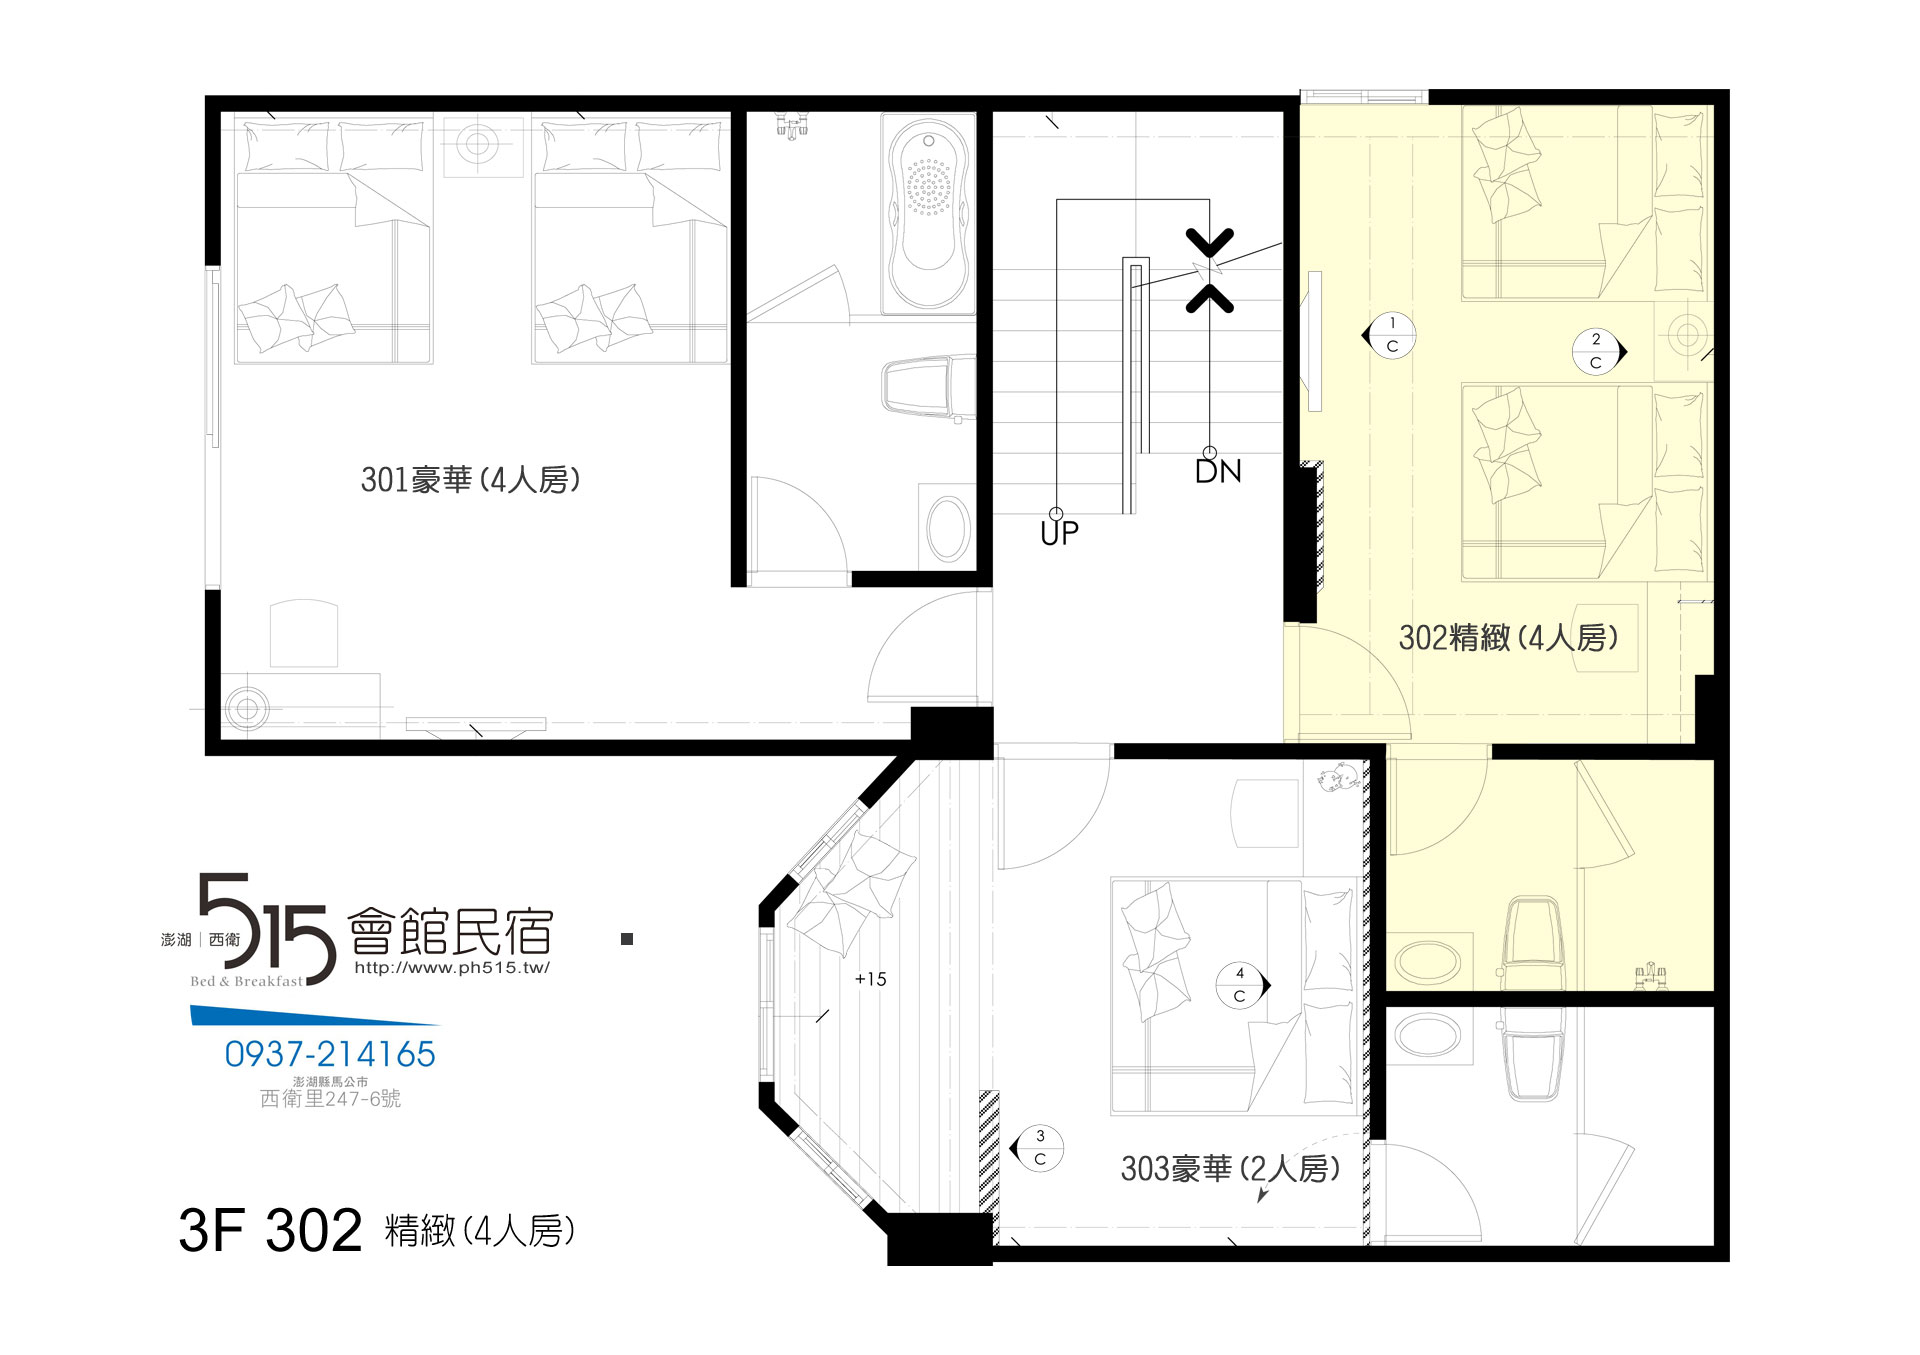 301豪華(4人房)
UP
DN
1
C
2
C
302精緻(4人房)
+15
4
C
3
C
303豪華(2人房)
澎湖|西衛
515
會館民宿
http://www.ph515.tw/
Bed & Breakfast
0937-214165
澎湖縣馬公市
西衛里247-6號
3F 302 精緻(4人房)